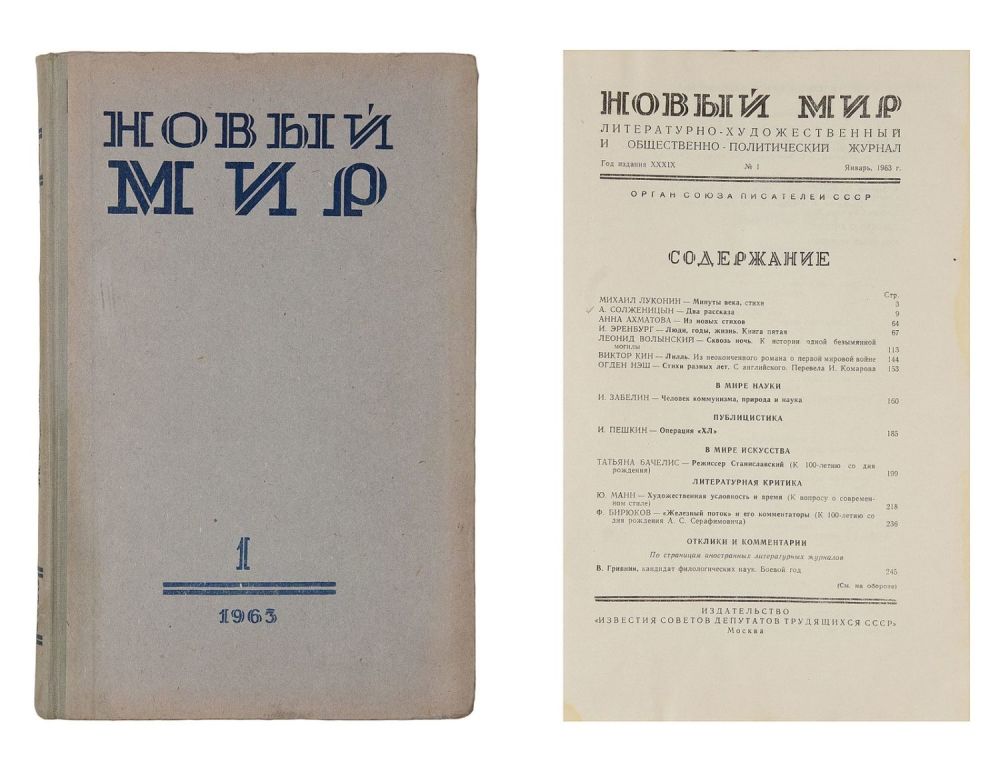 НОВЫЙ
МИР
1
1963
НОВЫЙ МИР
ЛИТЕРАТУРНО-ХУДОЖЕСТВЕННЫЙ
И ОБЩЕСТВЕННО-ПОЛИТИЧЕСКИЙ ЖУРНАЛ
Год издания XXXIX № 1 Январь, 1963 г.
ОРГАН СОЮЗА ПИСАТЕЛЕЙ СССР
СОДЕРЖАНИЕ
Стр.
МИХАИЛ ЛУКОНИН — Минуты века, стихи 3
А. СОЛЖЕНИЦЫН — Два рассказа 9
АННА АХМАТОВА — Из новых стихов 64
И. ЭРЕНБУРГ — Люди, годы, жизнь. Книга пятая 67
ЛЕОНИД ВОЛЫНСКИЙ — Сквозь ночь. К истории одной безымянной
могилы 113
ВИКТОР КИН — Лилль. Из неоконченного романа о первой мировой войне 144
ОГДЕН НЭШ — Стихи разных лет. С английского. Перевела И. Комарова 153
В МИРЕ НАУКИ
И. ЗАБЕЛИН — Человек коммунизма, природа и наука 160
ПУБЛИЦИСТИКА
И. ПЕШКИН — Операция «ХЛ» 185
В МИРЕ ИСКУССТВА
ТАТЬЯНА БАЧЕЛИС — Режиссер Станиславский (К 100-летию со дня
рождения) 199
ЛИТЕРАТУРНАЯ КРИТИКА
Ю. МАНН — Художественная условность и время (К вопросу о современ-
ном стиле) 218
Ф. БИРЮКОВ — «Железный поток» и его комментаторы (К 100-летию со
дня рождения А. С. Серафимовича) 236
ОТКЛИКИ И КОММЕНТАРИИ
По страницам иностранных литературных журналов
В. Гривнин, кандидат филологических наук. Боевой год 245
(См. на обороте)
ИЗДАТЕЛЬСТВО
«ИЗВЕСТИЯ СОВЕТОВ ДЕПУТАТОВ ТРУДЯЩИХСЯ СССР»
Москва